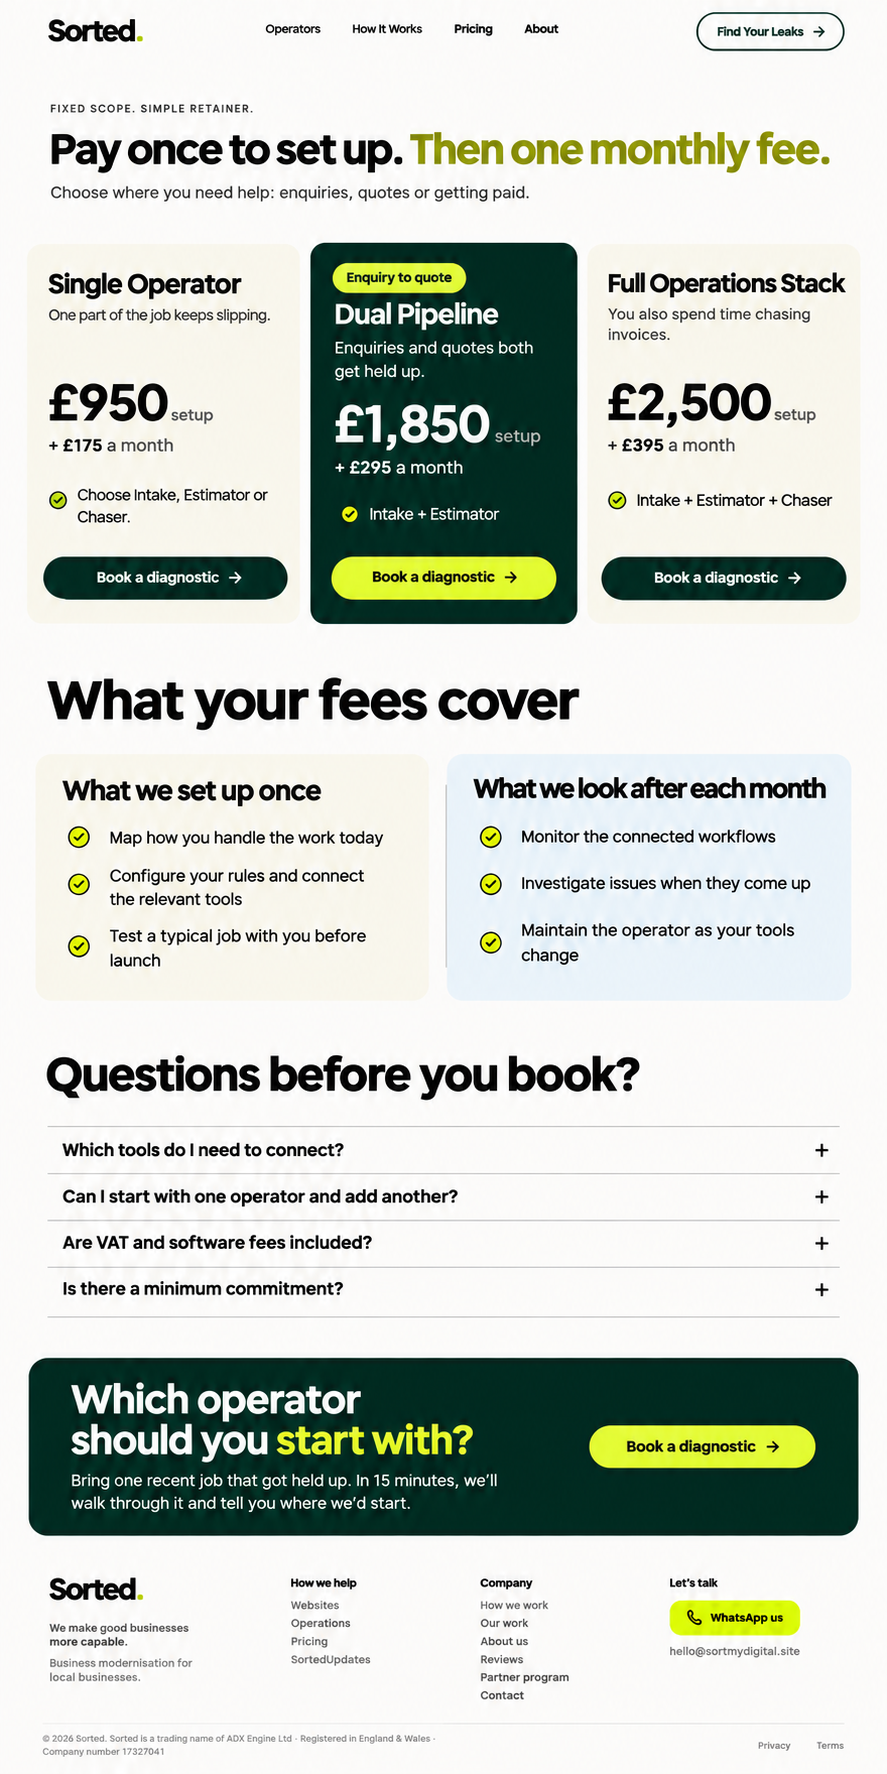 Sorted.
Operators
How It Works
Pricing
About
Find Your Leaks →
FIXED SCOPE. SIMPLE RETAINER.
Pay once to set up. Then one monthly fee.
Choose where you need help: enquiries, quotes or getting paid.
Single Operator
One part of the job keeps slipping.
£950 setup
+ £175 a month
Choose Intake, Estimator or
Chaser.
Book a diagnostic →
Enquiry to quote
Dual Pipeline
Enquiries and quotes both
get held up.
£1,850 setup
+ £295 a month
Intake + Estimator
Book a diagnostic →
Full Operations Stack
You also spend time chasing
invoices.
£2,500 setup
+ £395 a month
Intake + Estimator + Chaser
Book a diagnostic →
What your fees cover
What we set up once
Map how you handle the work today
Configure your rules and connect
the relevant tools
Test a typical job with you before
launch
What we look after each month
Monitor the connected workflows
Investigate issues when they come up
Maintain the operator as your tools
change
Questions before you book?
Which tools do I need to connect? +
Can I start with one operator and add another? +
Are VAT and software fees included? +
Is there a minimum commitment? +
Which operator
should you start with?
Bring one recent job that got held up. In 15 minutes, we'll
walk through it and tell you where we'd start.
Book a diagnostic →
Sorted.
We make good businesses
more capable.
Business modernisation for
local businesses.
How we help
Websites
Operations
Pricing
SortedUpdates
Company
How we work
Our work
About us
Reviews
Partner program
Contact
Let's talk
WhatsApp us
hello@sortmydigital.site
© 2026 Sorted. Sorted is a trading name of ADX Engine Ltd · Registered in England & Wales ·
Company number 17327041
Privacy
Terms